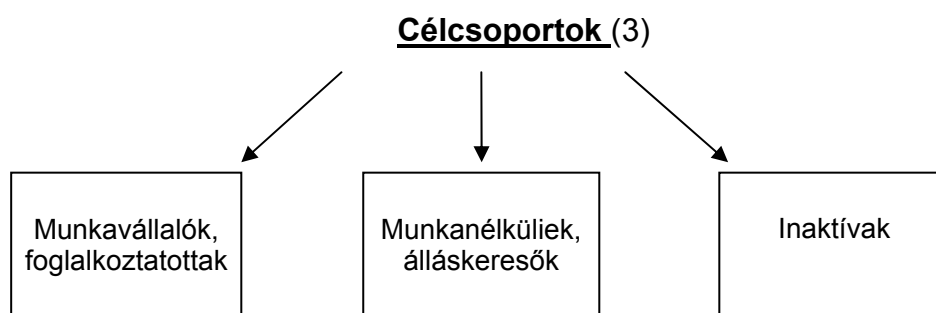 Célcsoportok (3)
Munkavállalók,
foglalkoztatottak
Munkanélküliek,
álláskeresők
Inaktívak